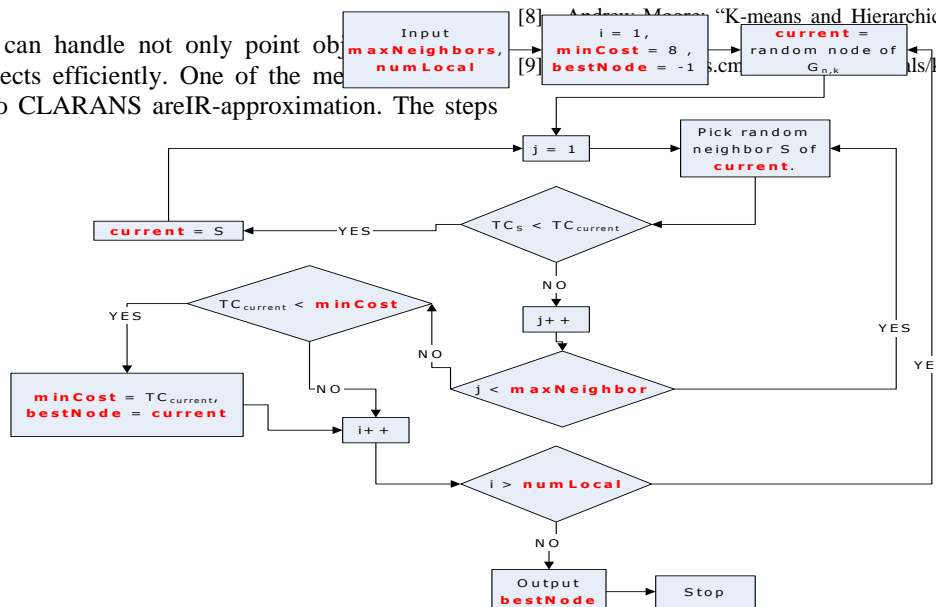 can handle not only point obj
ects efficiently. One of the me
o CLARANS areIR-approximation. The steps
[8] Andrew Moore: "K-means and Hierarchic
[9] s.cm als/k
Input
maxNeighbors,
numLocal
i = 1,
minCost = 8 ,
bestNode = -1
current =
random node of
Gn,k
j = 1
Pick random
neighbor S of
current.
current = S
YES
TCS < TCcurrent
NO
TCcurrent < minCost
YES
j++
YES
NO
YE
j < maxNeighbor
minCost = TCcurrent,
bestNode = current
NO
i++
i > numLocal
NO
Output
bestNode
Stop